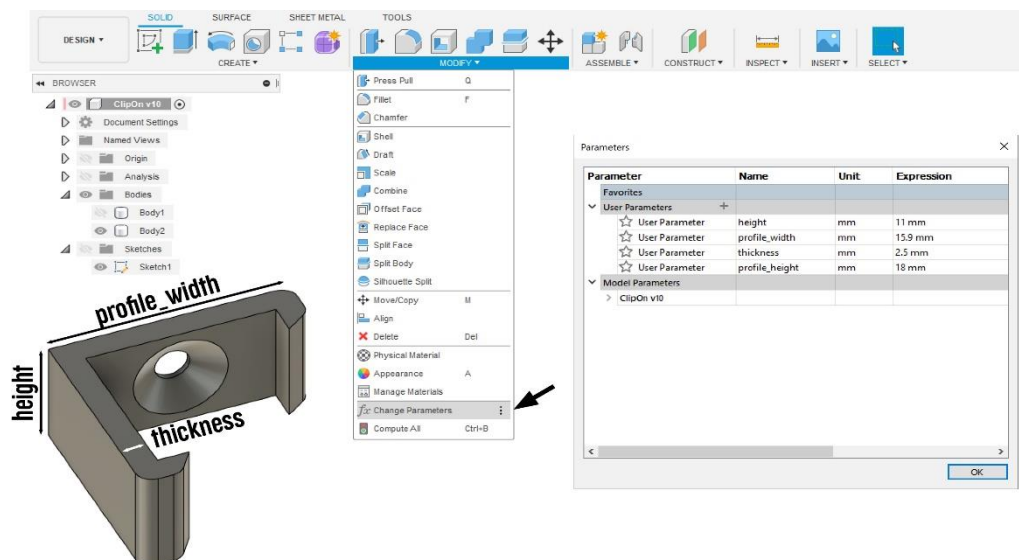 SOLID SURFACE SHEET METAL TOOLS
DESIGN ▾
CREATE ▾ MODIFY ▾ ASSEMBLE ▾ CONSTRUCT ▾ INSPECT ▾ INSERT ▾ SELECT ▾
BROWSER
ClipOn v10
Document Settings
Named Views
Origin
Analysis
Bodies
Body1
Body2
Sketches
Sketch1
profile_width
height
thickness
Press Pull Q
Fillet F
Chamfer
Shell
Draft
Scale
Combine
Offset Face
Replace Face
Split Face
Split Body
Silhouette Split
Move/Copy M
Align
Delete Del
Physical Material
Appearance A
Manage Materials
fx Change Parameters
Compute All Ctrl+B
Parameters
Parameter Name Unit Expression
Favorites
User Parameters +
User Parameter height mm 11 mm
User Parameter profile_width mm 15.9 mm
User Parameter thickness mm 2.5 mm
User Parameter profile_height mm 18 mm
Model Parameters
ClipOn v10
OK